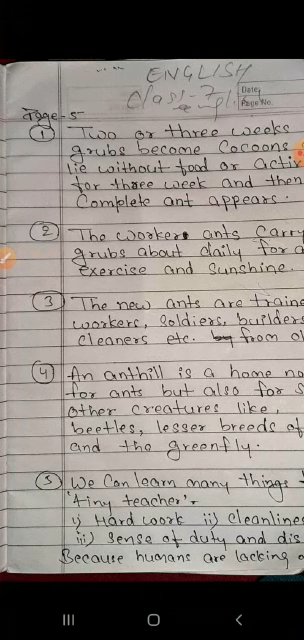 ENGLISH
Class-7
Date
Page No.
Page-5
1 Two or three weeks
grubs become Cocoons
lie without food or activ
for three week and then
Complete ant appears.
2 The workers ants carry
grubs about daily for a
exercise and sunshine.
3 The new ants are traine
workers, soldiers, builders
cleaners etc. from ol
4 An anthill is a home no
for ants but also for s
other creatures like,
beetles, lesser breeds of
and the greenfly.
5 We Can learn many things
'tiny teacher'-
i) Hard work ii) cleanlines
iii) sense of duty and dis
Because humans are lacking